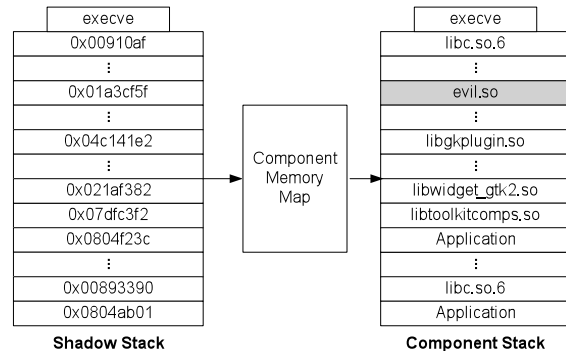 execve
0x00910af
⋮
0x01a3cf5f
⋮
0x04c141e2
⋮
0x021af382
0x07dfc3f2
0x0804f23c
⋮
0x00893390
0x0804ab01
Shadow Stack
Component
Memory
Map
execve
libc.so.6
⋮
evil.so
⋮
libgkplugin.so
⋮
libwidget_gtk2.so
libtoolkitcomps.so
Application
⋮
libc.so.6
Application
Component Stack